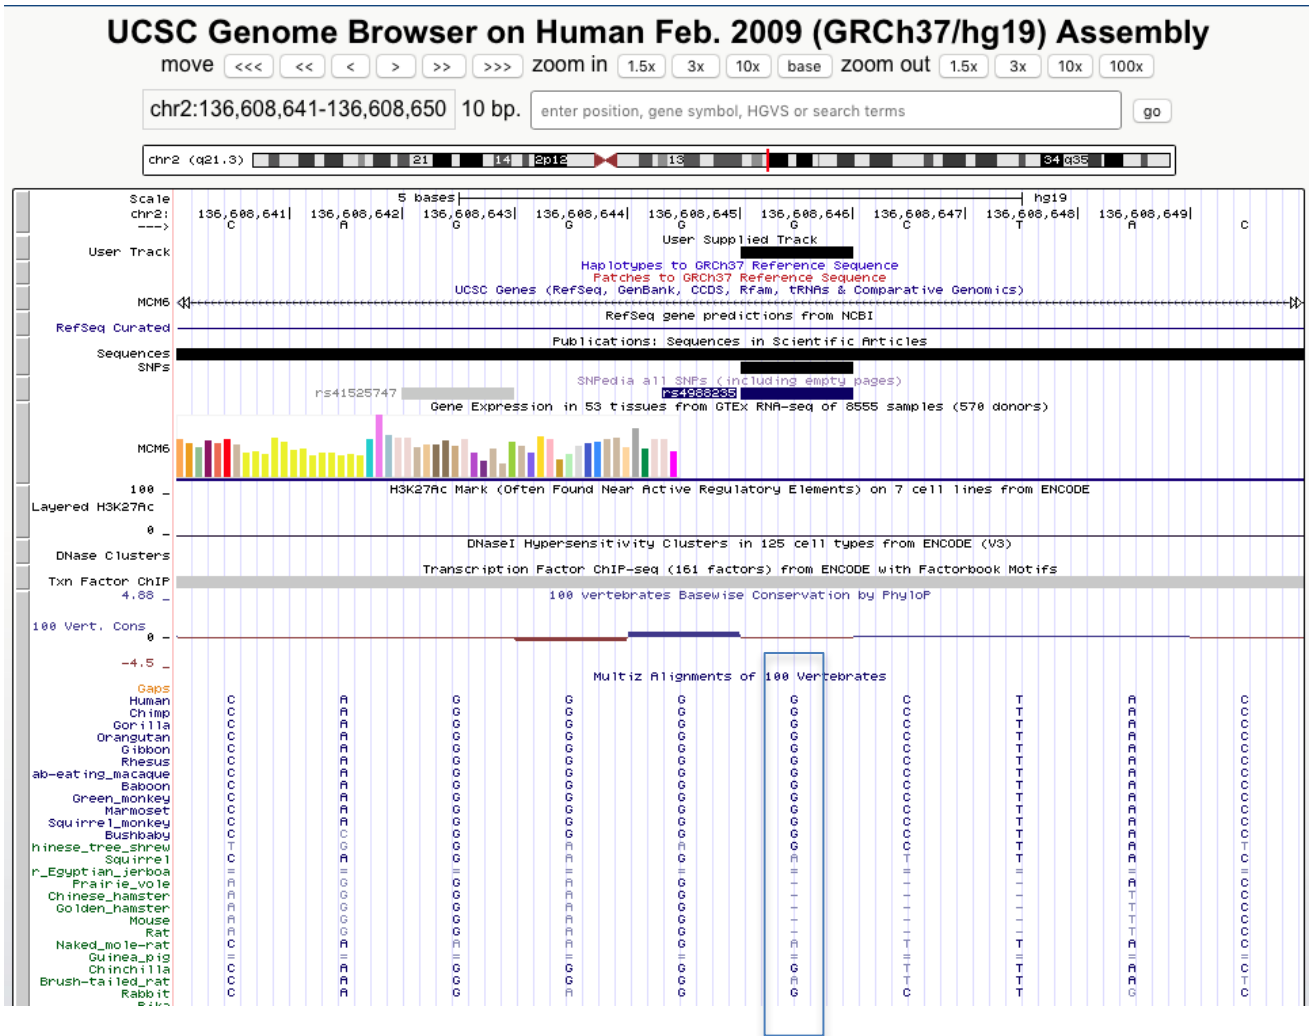 UCSC Genome Browser on Human Feb. 2009 (GRCh37/hg19) Assembly
move <<< << < > >> >>> zoom in 1.5x 3x 10x base zoom out 1.5x 3x 10x 100x
chr2:136,608,641-136,608,650 10 bp. enter position, gene symbol, HGVS or search terms go
chr2 (q21.3) 21 14 2p12 13 34 q35
Scale 5 bases hg19
chr2: 136,608,641| 136,608,642| 136,608,643| 136,608,644| 136,608,645| 136,608,646| 136,608,647| 136,608,648| 136,608,649|
---> C A G G G G C T A C
User Supplied Track
User Track
Haplotypes to GRCh37 Reference Sequence
Patches to GRCh37 Reference Sequence
UCSC Genes (RefSeq, GenBank, CCDS, Rfam, tRNAs & Comparative Genomics)
MCM6
RefSeq gene predictions from NCBI
RefSeq Curated
Publications: Sequences in Scientific Articles
Sequences
SNPs
SNPedia all SNPs (including empty pages)
rs41525747 rs4988235
Gene Expression in 53 tissues from GTEx RNA-seq of 8555 samples (570 donors)
MCM6
100 _ H3K27Ac Mark (Often Found Near Active Regulatory Elements) on 7 cell lines from ENCODE
Layered H3K27Ac
0 _
DNaseI Hypersensitivity Clusters in 125 cell types from ENCODE (V3)
DNase Clusters
Transcription Factor ChIP-seq (161 factors) from ENCODE with Factorbook Motifs
Txn Factor ChIP
4.88 _ 100 vertebrates Basewise Conservation by PhyloP
100 Vert. Cons
0 _
-4.5 _
Multiz Alignments of 100 Vertebrates
Gaps
Human C A G G G G C T A C
Chimp C A G G G G C T A C
Gorilla C A G G G G C T A C
Orangutan C A G G G G C T A C
Gibbon C A G G G G C T A C
Rhesus C A G G G G C T A C
ab-eating_macaque C A G G G G C T A C
Baboon C A G G G G C T A C
Green_monkey C A G G G G C T A C
Marmoset C A G G G G C T A C
Squirrel_monkey C A G G G G C T A C
Bushbaby C C G G G G C T A C
hinese_tree_shrew T G G A A G C T A T
Squirrel C A G A G A T T A C
r_Egyptian_jerboa = = = = = = = = = =
Prairie_vole A G G A G - - - A C
Chinese_hamster A G G A G - - - T C
Golden_hamster A G G A G - - - T C
Mouse A G G A G - - - T C
Rat A G G A G - - - T C
Naked_mole-rat C A A A G A T T A C
Guinea_pig = = = = = = = = = =
Chinchilla C A G G G G T T A C
Brush-tailed_rat C A G G G A T T A T
Rabbit C A G A G G C T G C